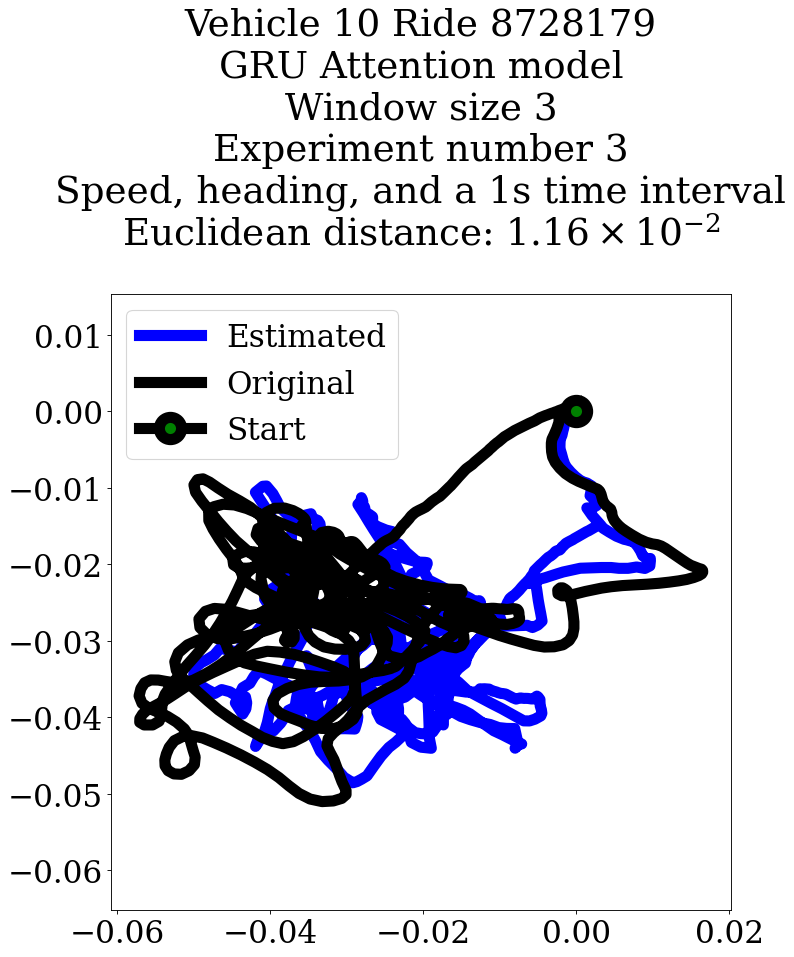 Vehicle 10 Ride 8728179
GRU Attention model
Window size 3
Experiment number 3
Speed, heading, and a 1s time interval
Euclidean distance: 1.16 × 10⁻²
Estimated
Original
Start
0.01
0.00
−0.01
−0.02
−0.03
−0.04
−0.05
−0.06
−0.06 −0.04 −0.02 0.00 0.02